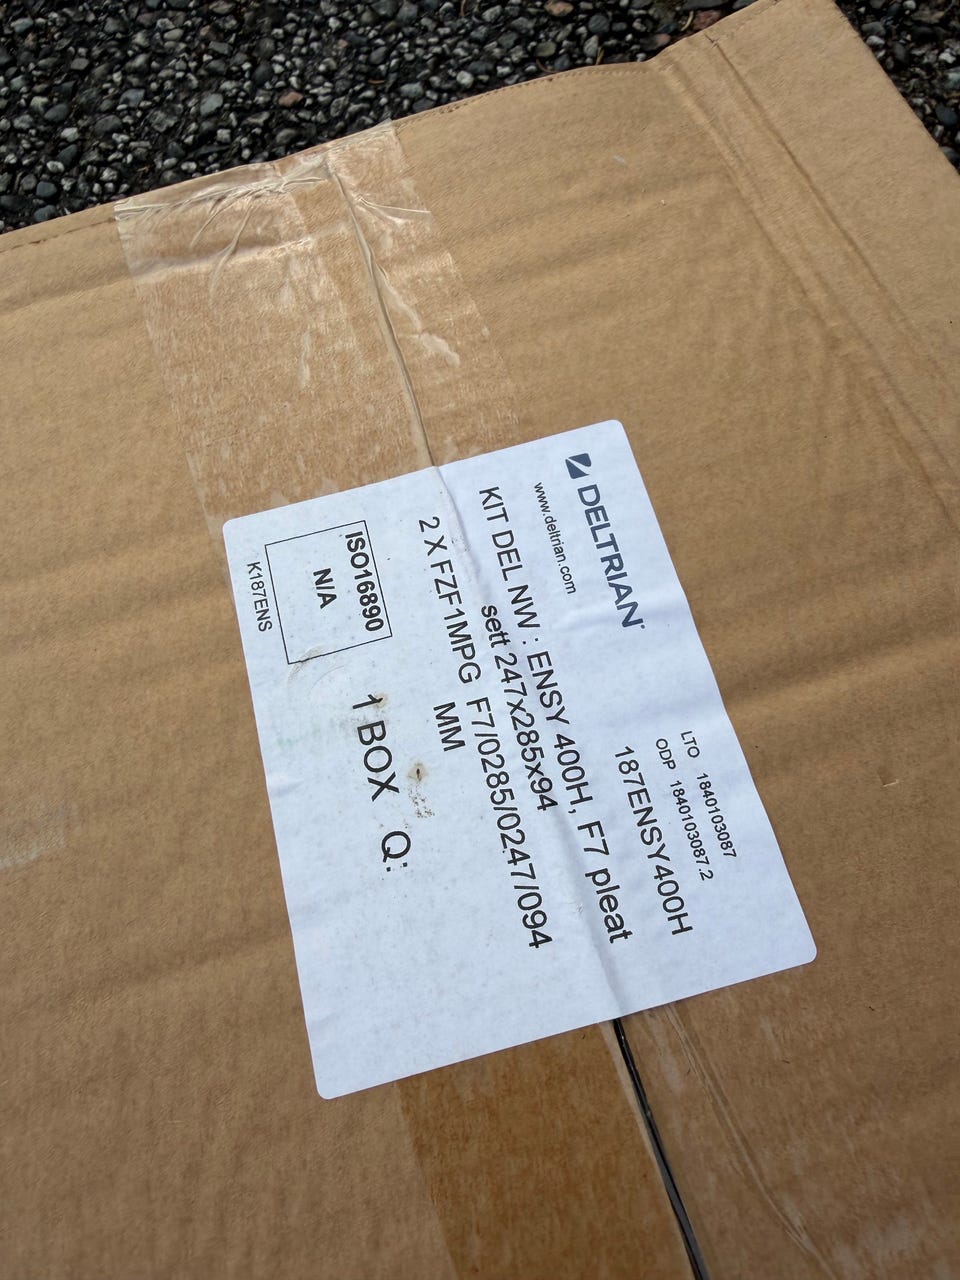 DELTRIAN
www.deltrian.com
LTO 1840103087
ODP 1840103087.2
187ENSY400H
KIT DEL NW : ENSY 400H, F7 pleat
sett 247x285x94
2 X FZF1MPG F7/0285/0247/094
MM
ISO16890
N/A
1 BOX Q:
K187ENS